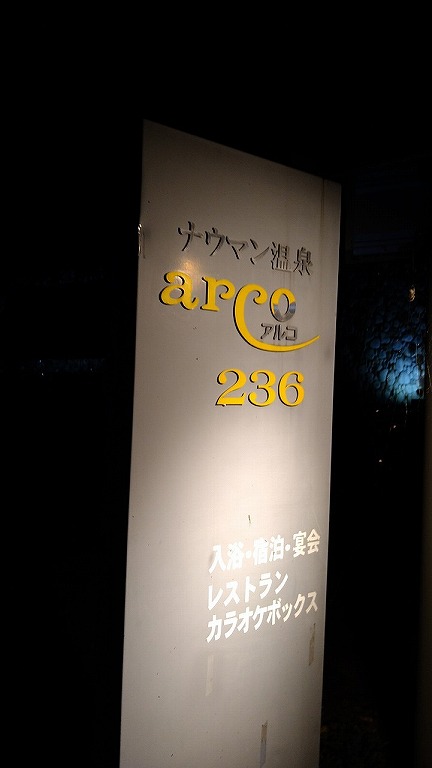 ナウマン温泉
arco
アルコ
236
入浴・宿泊・宴会
レストラン
カラオケボックス